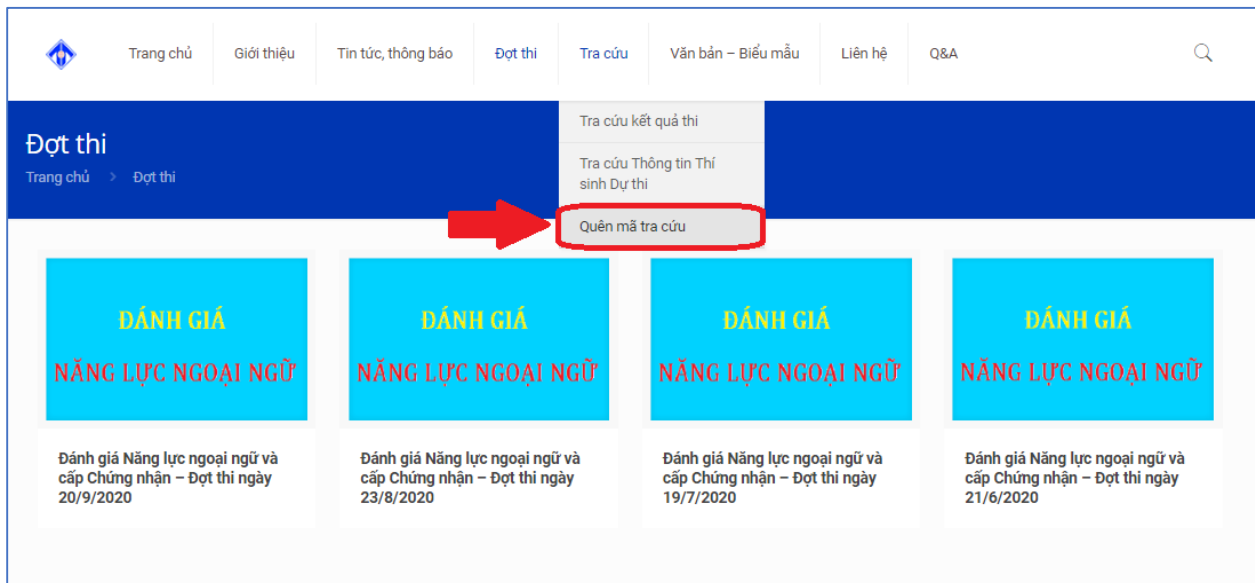 Trang chủ
Giới thiệu
Tin tức, thông báo
Đợt thi
Tra cứu
Văn bản – Biểu mẫu
Liên hệ
Q&A
Tra cứu kết quả thi
Tra cứu Thông tin Thí
sinh Dự thi
Quên mã tra cứu
Đợt thi
Trang chủ > Đợt thi
ĐÁNH GIÁ
NĂNG LỰC NGOẠI NGỮ
Đánh giá Năng lực ngoại ngữ và
cấp Chứng nhận – Đợt thi ngày
20/9/2020
ĐÁNH GIÁ
NĂNG LỰC NGOẠI NGỮ
Đánh giá Năng lực ngoại ngữ và
cấp Chứng nhận – Đợt thi ngày
23/8/2020
ĐÁNH GIÁ
NĂNG LỰC NGOẠI NGỮ
Đánh giá Năng lực ngoại ngữ và
cấp Chứng nhận – Đợt thi ngày
19/7/2020
ĐÁNH GIÁ
NĂNG LỰC NGOẠI NGỮ
Đánh giá Năng lực ngoại ngữ và
cấp Chứng nhận – Đợt thi ngày
21/6/2020